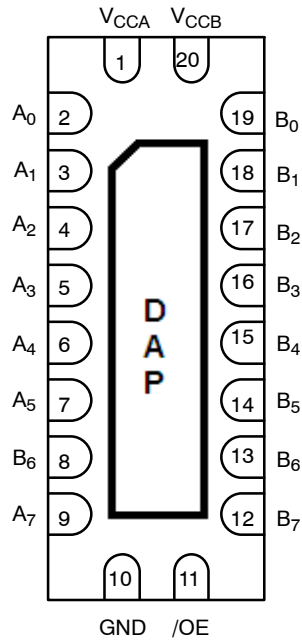 VCCA VCCB
1 20
A0 2 19 B0
A1 3 18 B1
A2 4 17 B2
A3 5 16 B3
A4 6 15 B4
A5 7 14 B5
B6 8 13 B6
A7 9 12 B7
D
A
P
10 11
GND /OE